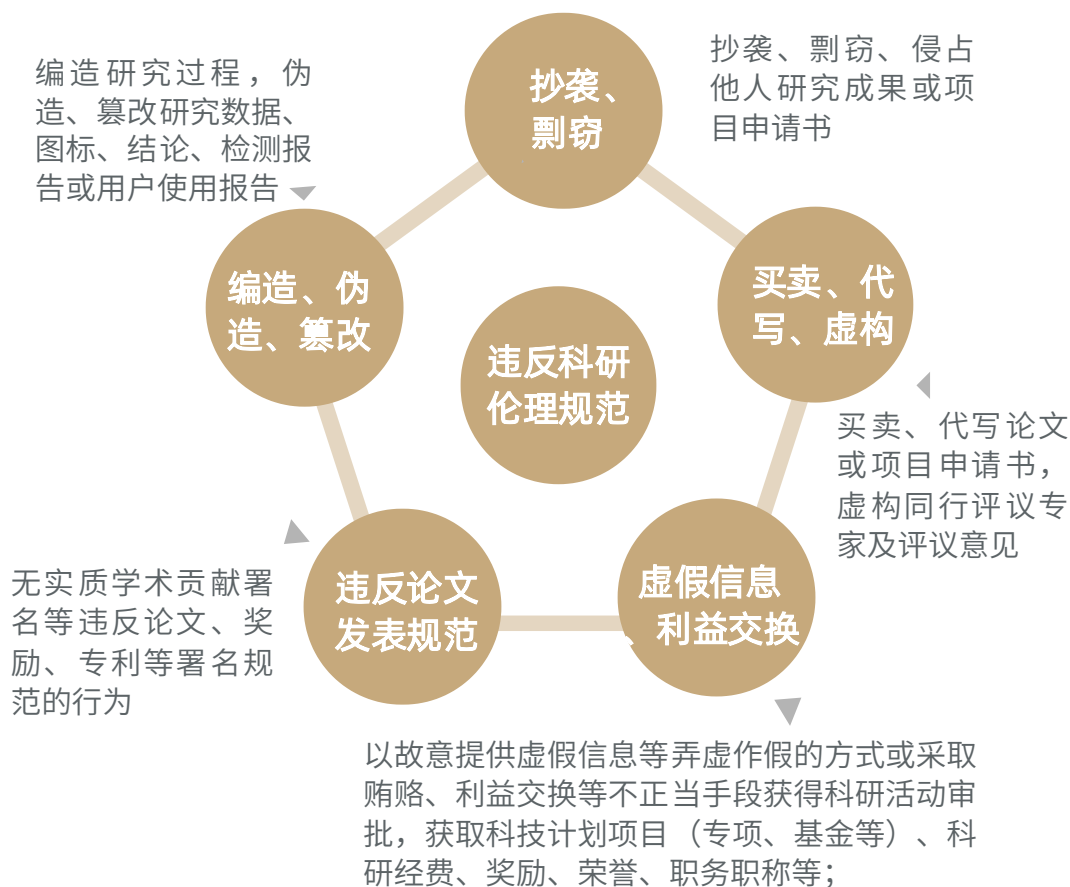 抄袭、
剽窃
抄袭、剽窃、侵占
他人研究成果或项
目申请书
编造研究过程，伪
造、篡改研究数据、
图标、结论、检测报
告或用户使用报告
编造、伪
造、篡改
买卖、代
写、虚构
买卖、代写论文
或项目申请书，
虚构同行评议专
家及评议意见
违反科研
伦理规范
违反论文
发表规范
无实质学术贡献署
名等违反论文、奖
励、专利等署名规
范的行为
虚假信息
、利益交换
以故意提供虚假信息等弄虚作假的方式或采取
贿赂、利益交换等不正当手段获得科研活动审
批，获取科技计划项目（专项、基金等）、科
研经费、奖励、荣誉、职务职称等；